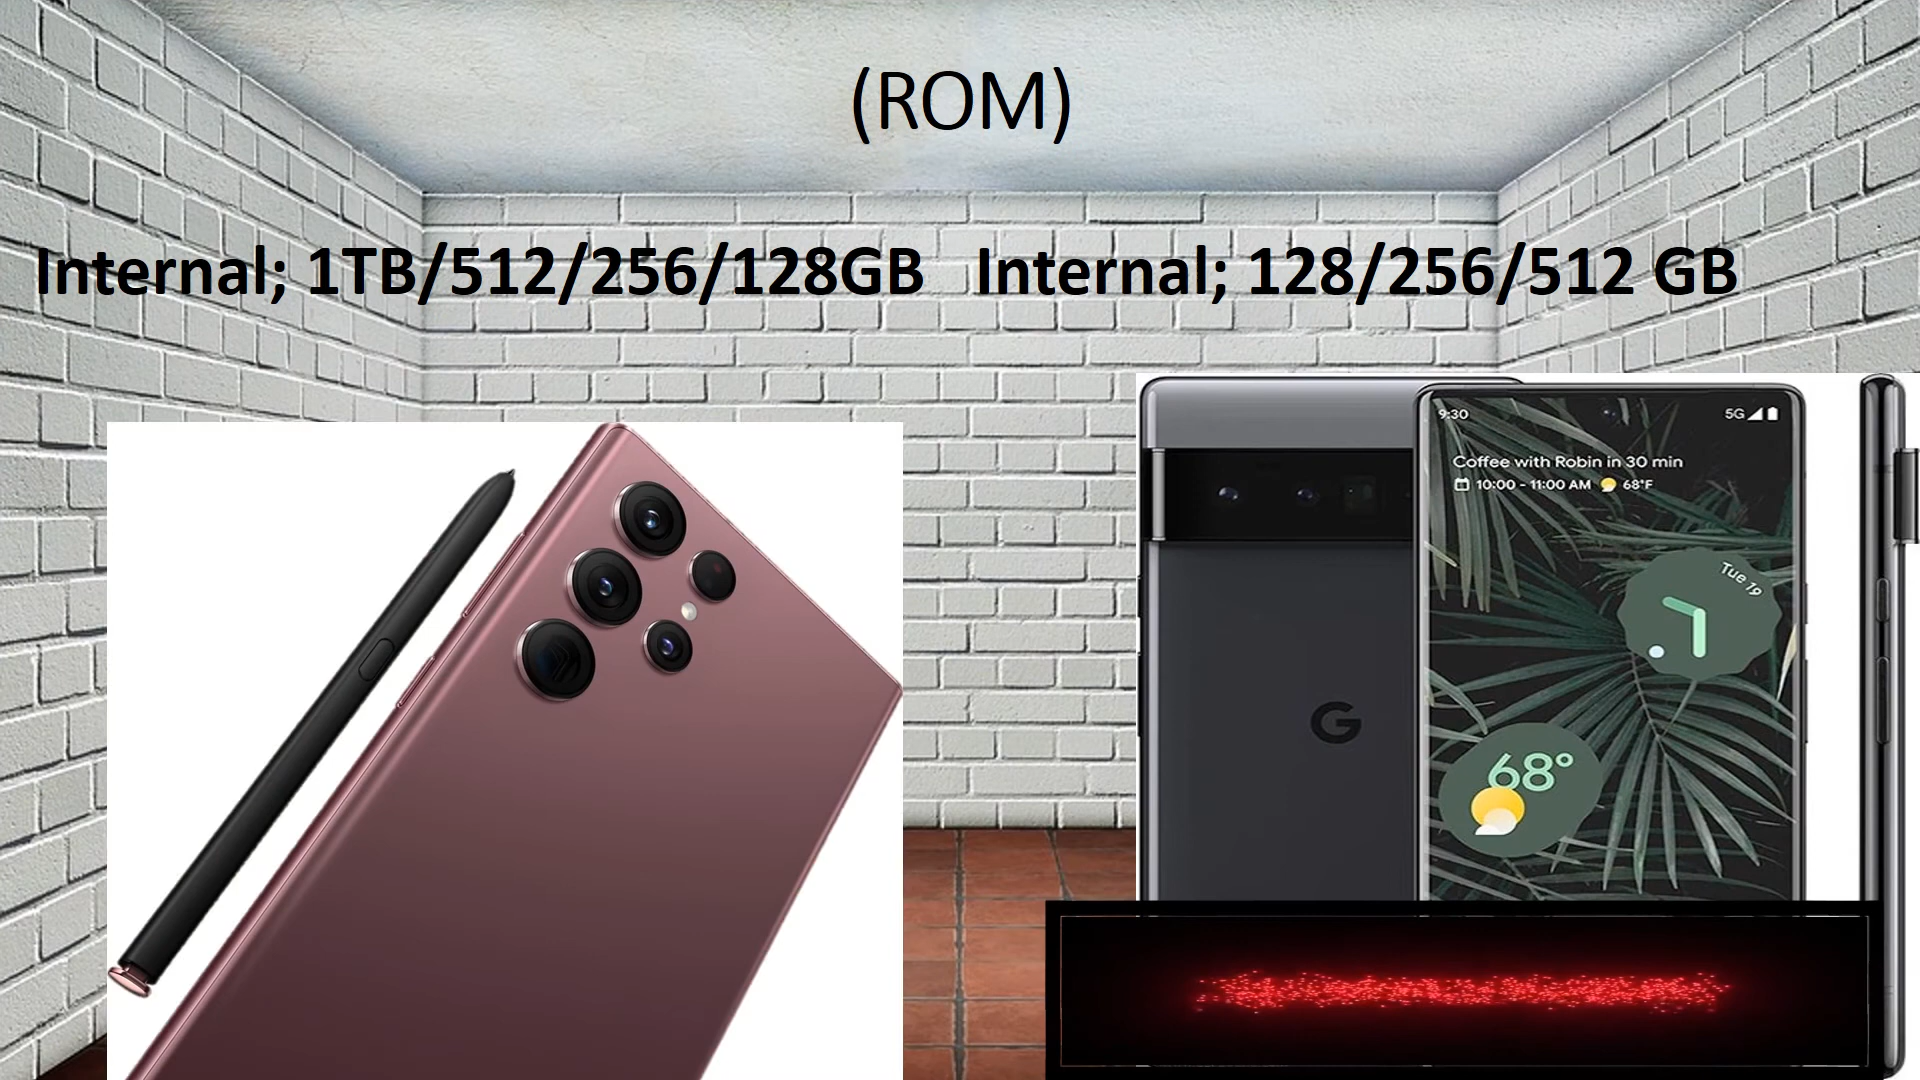 (ROM)
Internal; 1TB/512/256/128GB
Internal; 128/256/512 GB
9:30
5G
Coffee with Robin in 30 min
10:00 - 11:00 AM 68°F
Tue 19
68°
G